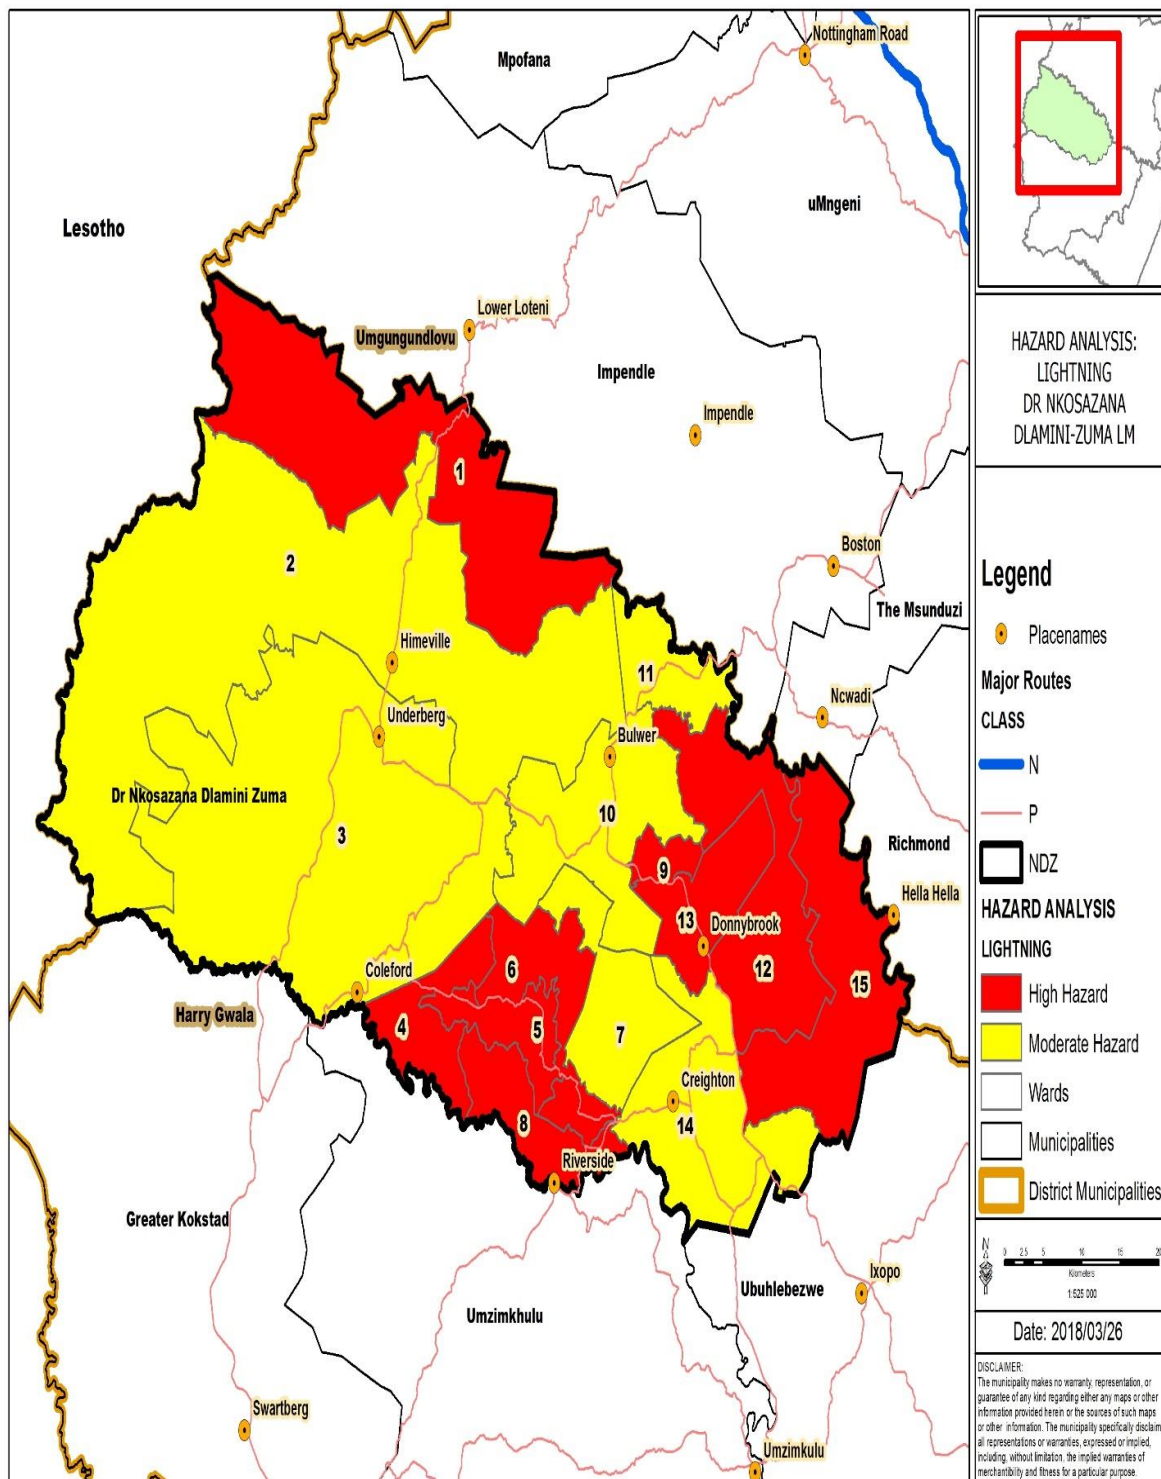 Nottingham Road
Mpofana
uMngeni
Lesotho
Lower Loteni
Umgungundlovu
Impendle
Impendle
1
Boston
2
The Msunduzi
Himeville
11
Ncwadi
Underberg
Bulwer
Dr Nkosazana Dlamini Zuma
10
3
Richmond
9
Hella Hella
13
Donnybrook
6
12
Coleford
15
Harry Gwala
4
5
7
Creighton
8
14
Riverside
Greater Kokstad
Ixopo
Ubuhlebezwe
Umzimkhulu
Swartberg
Umzimkulu
HAZARD ANALYSIS:
LIGHTNING
DR NKOSAZANA
DLAMINI-ZUMA LM
Legend
Placenames
Major Routes
CLASS
N
P
NDZ
HAZARD ANALYSIS
LIGHTNING
High Hazard
Moderate Hazard
Wards
Municipalities
District Municipalities
N
0 2.5 5 10 15 20
Kilometers
1:525 000
Date: 2018/03/26
DISCLAIMER:
The municipality makes no warranty, representation, or
guarantee of any kind regarding either any maps or other
information provided herein or the sources of such maps
or other information. The municipality specifically disclaim
all representations or warranties, expressed or implied,
including, without limitation, the implied warranties of
merchantibility and fitness for a particular purpose.